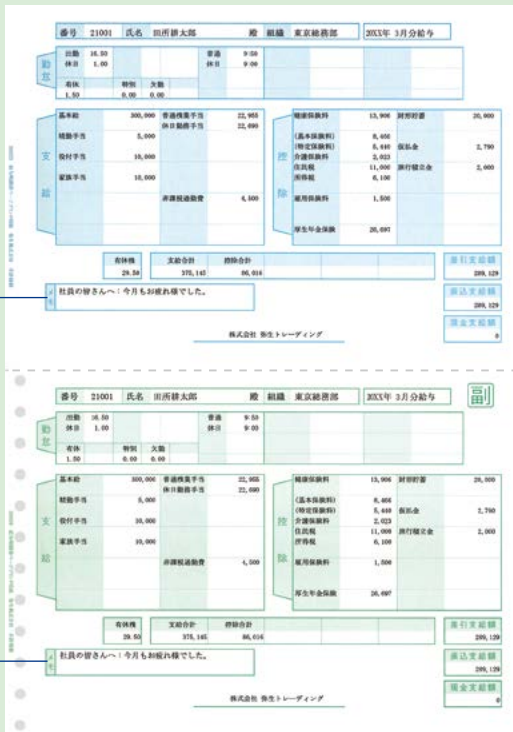 番号 21001 氏名 田所耕太郎 殿 組織 東京総務部 20XX年 3月分給与
勤怠
出勤 16.50 普通 9:50
休日 1.00 休日 9:00
有休 特別 欠勤
1.50 0.00 0.00
支給
基本給 300,000 普通残業手当 22,955
休日勤務手当 22,690
精勤手当 5,000
役付手当 10,000
家族手当 10,000
非課税通勤費 4,500
控除
健康保険料 13,906 財形貯蓄 20,000
(基本保険料) 8,466
(特定保険料) 5,440 仮払金 2,790
介護保険料 2,023
住民税 11,000 旅行積立金 2,000
所得税 6,100
雇用保険料 1,500
厚生年金保険 26,697
有休残 支給合計 控除合計
29.50 375,145 86,016
差引支給額
289,129
メモ 社員の皆さんへ：今月もお疲れ様でした。
振込支給額
289,129
現金支給額
0
株式会社 弥生トレーディング
副
番号 21001 氏名 田所耕太郎 殿 組織 東京総務部 20XX年 3月分給与
勤怠
出勤 16.50 普通 9:50
休日 1.00 休日 9:00
有休 特別 欠勤
1.50 0.00 0.00
支給
基本給 300,000 普通残業手当 22,955
休日勤務手当 22,690
精勤手当 5,000
役付手当 10,000
家族手当 10,000
非課税通勤費 4,500
控除
健康保険料 13,906 財形貯蓄 20,000
(基本保険料) 8,466
(特定保険料) 5,440 仮払金 2,790
介護保険料 2,023
住民税 11,000 旅行積立金 2,000
所得税 6,100
雇用保険料 1,500
厚生年金保険 26,697
有休残 支給合計 控除合計
29.50 375,145 86,016
差引支給額
289,129
メモ 社員の皆さんへ：今月もお疲れ様でした。
振込支給額
289,129
現金支給額
0
株式会社 弥生トレーディング